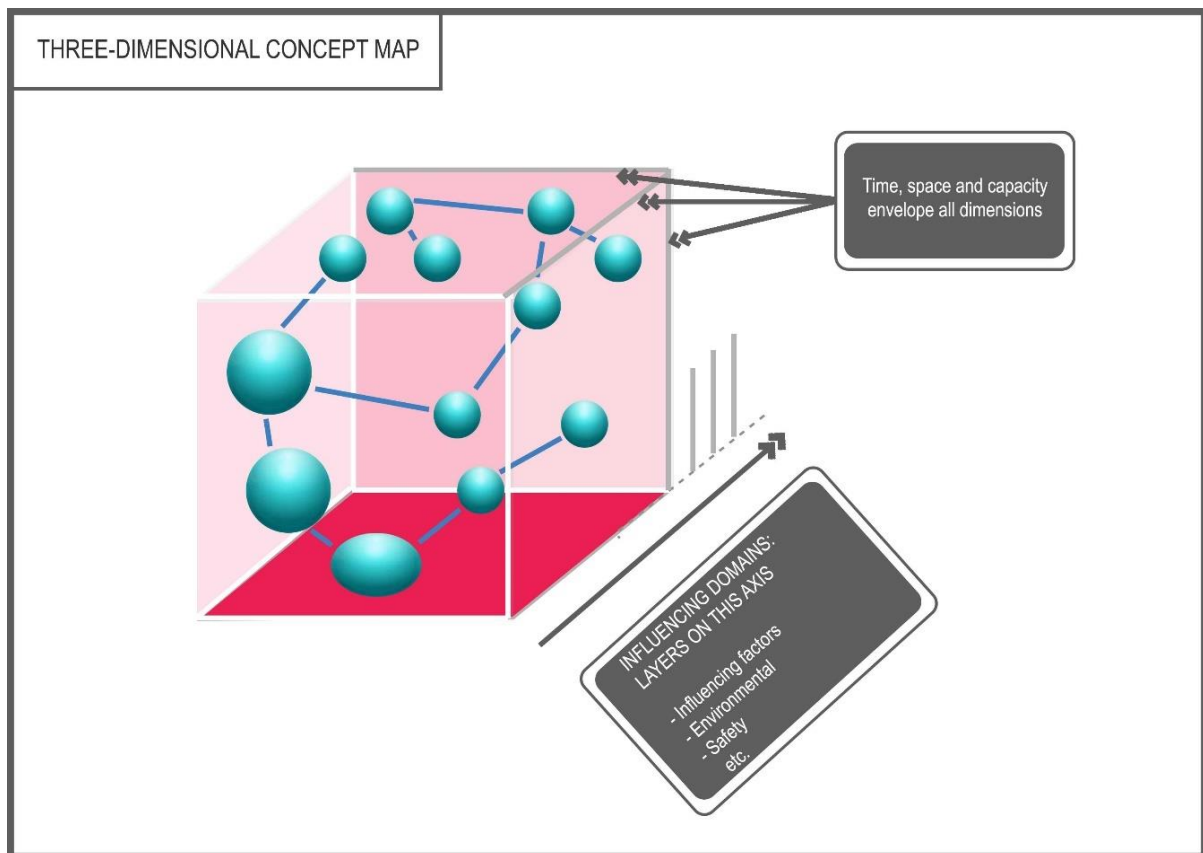 THREE-DIMENSIONAL CONCEPT MAP
Time, space and capacity
envelope all dimensions
INFLUENCING DOMAINS:
LAYERS ON THIS AXIS
- Influencing factors
- Environmental
- Safety
etc.